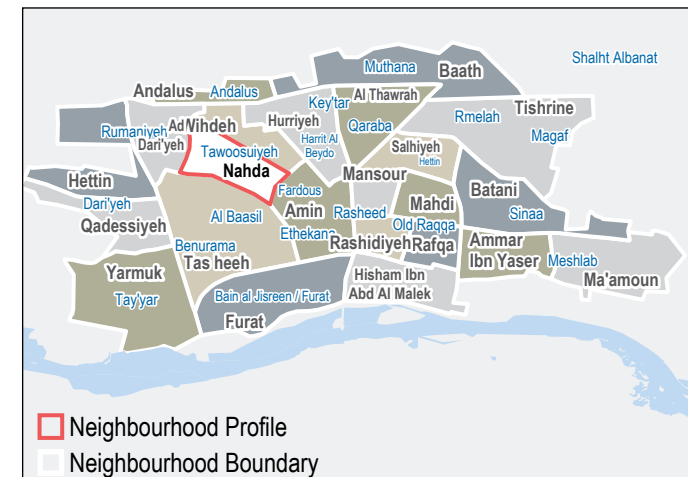 Shalht Albanat
Muthana
Baath
Andalus
Andalus
Key'tar
Al Thawrah
Rmelah
Tishrine
Magaf
Rumaniyeh
Ad
Wihdeh
Hurriyeh
Harrit Al
Beydo
Qaraba
Dari'yeh
Tawoosuiyeh
Salhiyeh
Hettin
Nahda
Mansour
Hettin
Fardous
Batani
Dari'yeh
Al Baasil
Amin
Rasheed
Mahdi
Sinaa
Qadessiyeh
Old Raqqa
Benurama
Ethekana
Rashidiyeh
Rafqa
Ammar
Ibn Yaser
Tas heeh
Meshlab
Yarmuk
Hisham Ibn
Abd Al Malek
Ma'amoun
Tay'yar
Bain al Jisreen / Furat
Furat
Neighbourhood Profile
Neighbourhood Boundary